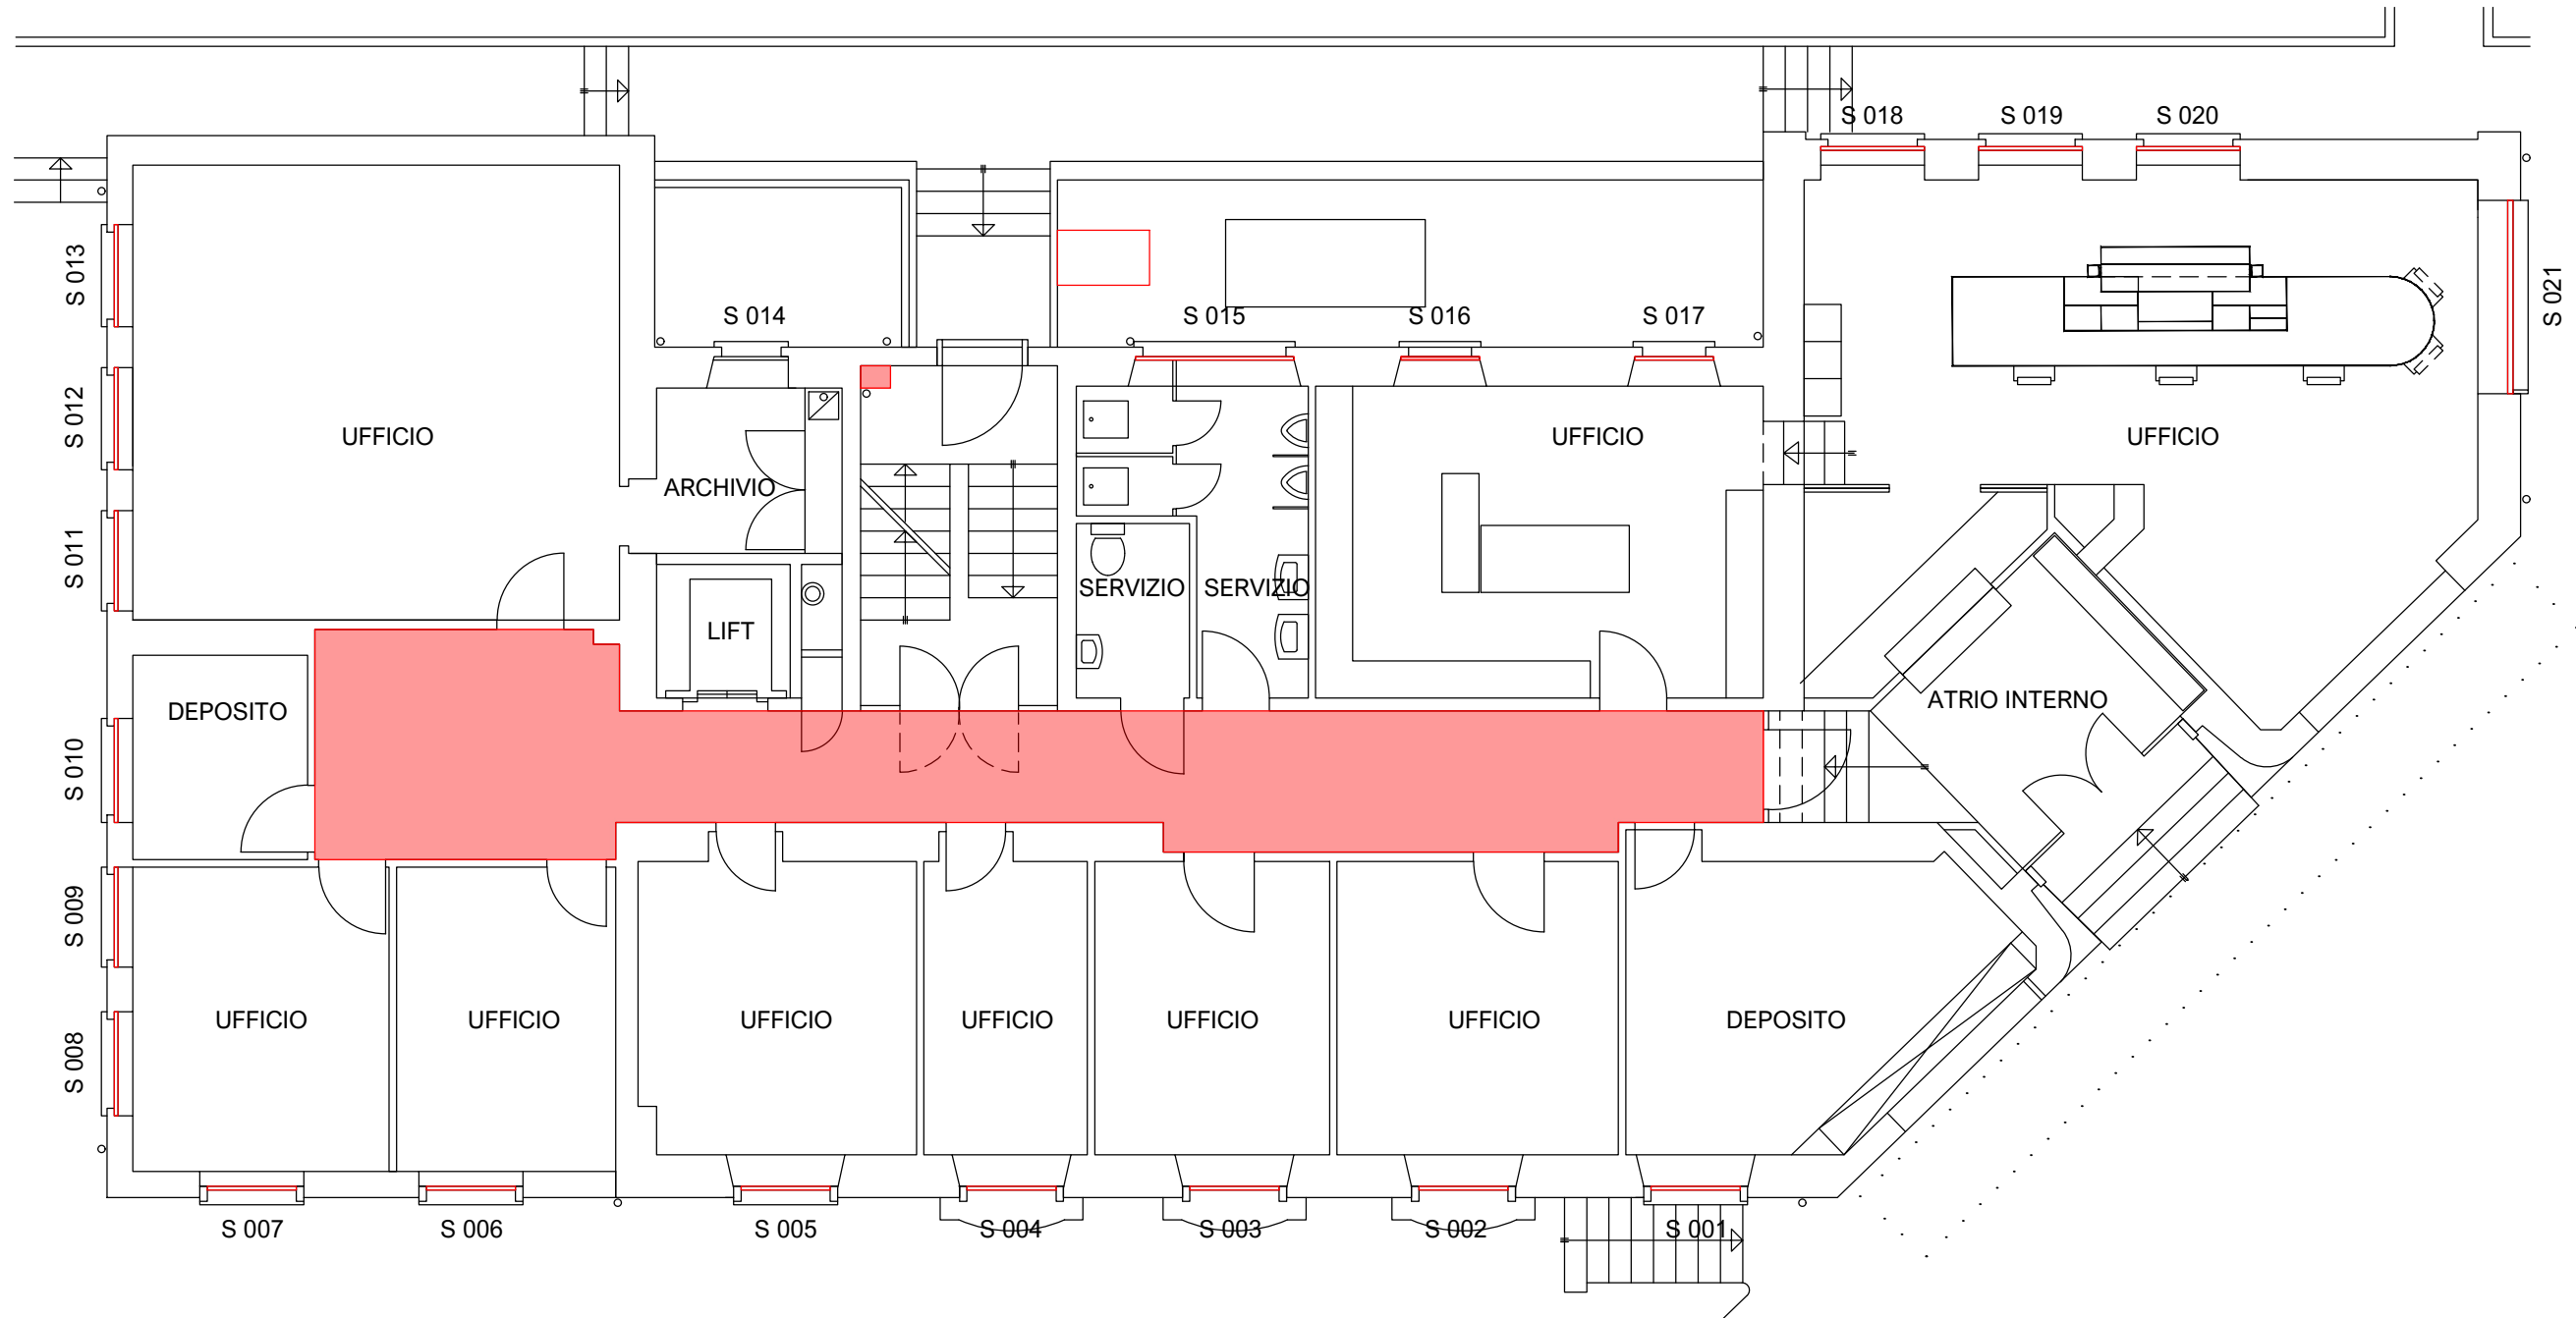 S 018
S 019
S 020
S 013
S 014
S 015
S 016
S 017
S 021
S 012
UFFICIO
UFFICIO
UFFICIO
ARCHIVIO
S 011
SERVIZIO
SERVIZIO
LIFT
DEPOSITO
ATRIO INTERNO
S 010
S 009
UFFICIO
UFFICIO
UFFICIO
UFFICIO
UFFICIO
UFFICIO
DEPOSITO
S 008
S 007
S 006
S 005
S 004
S 003
S 002
S 001